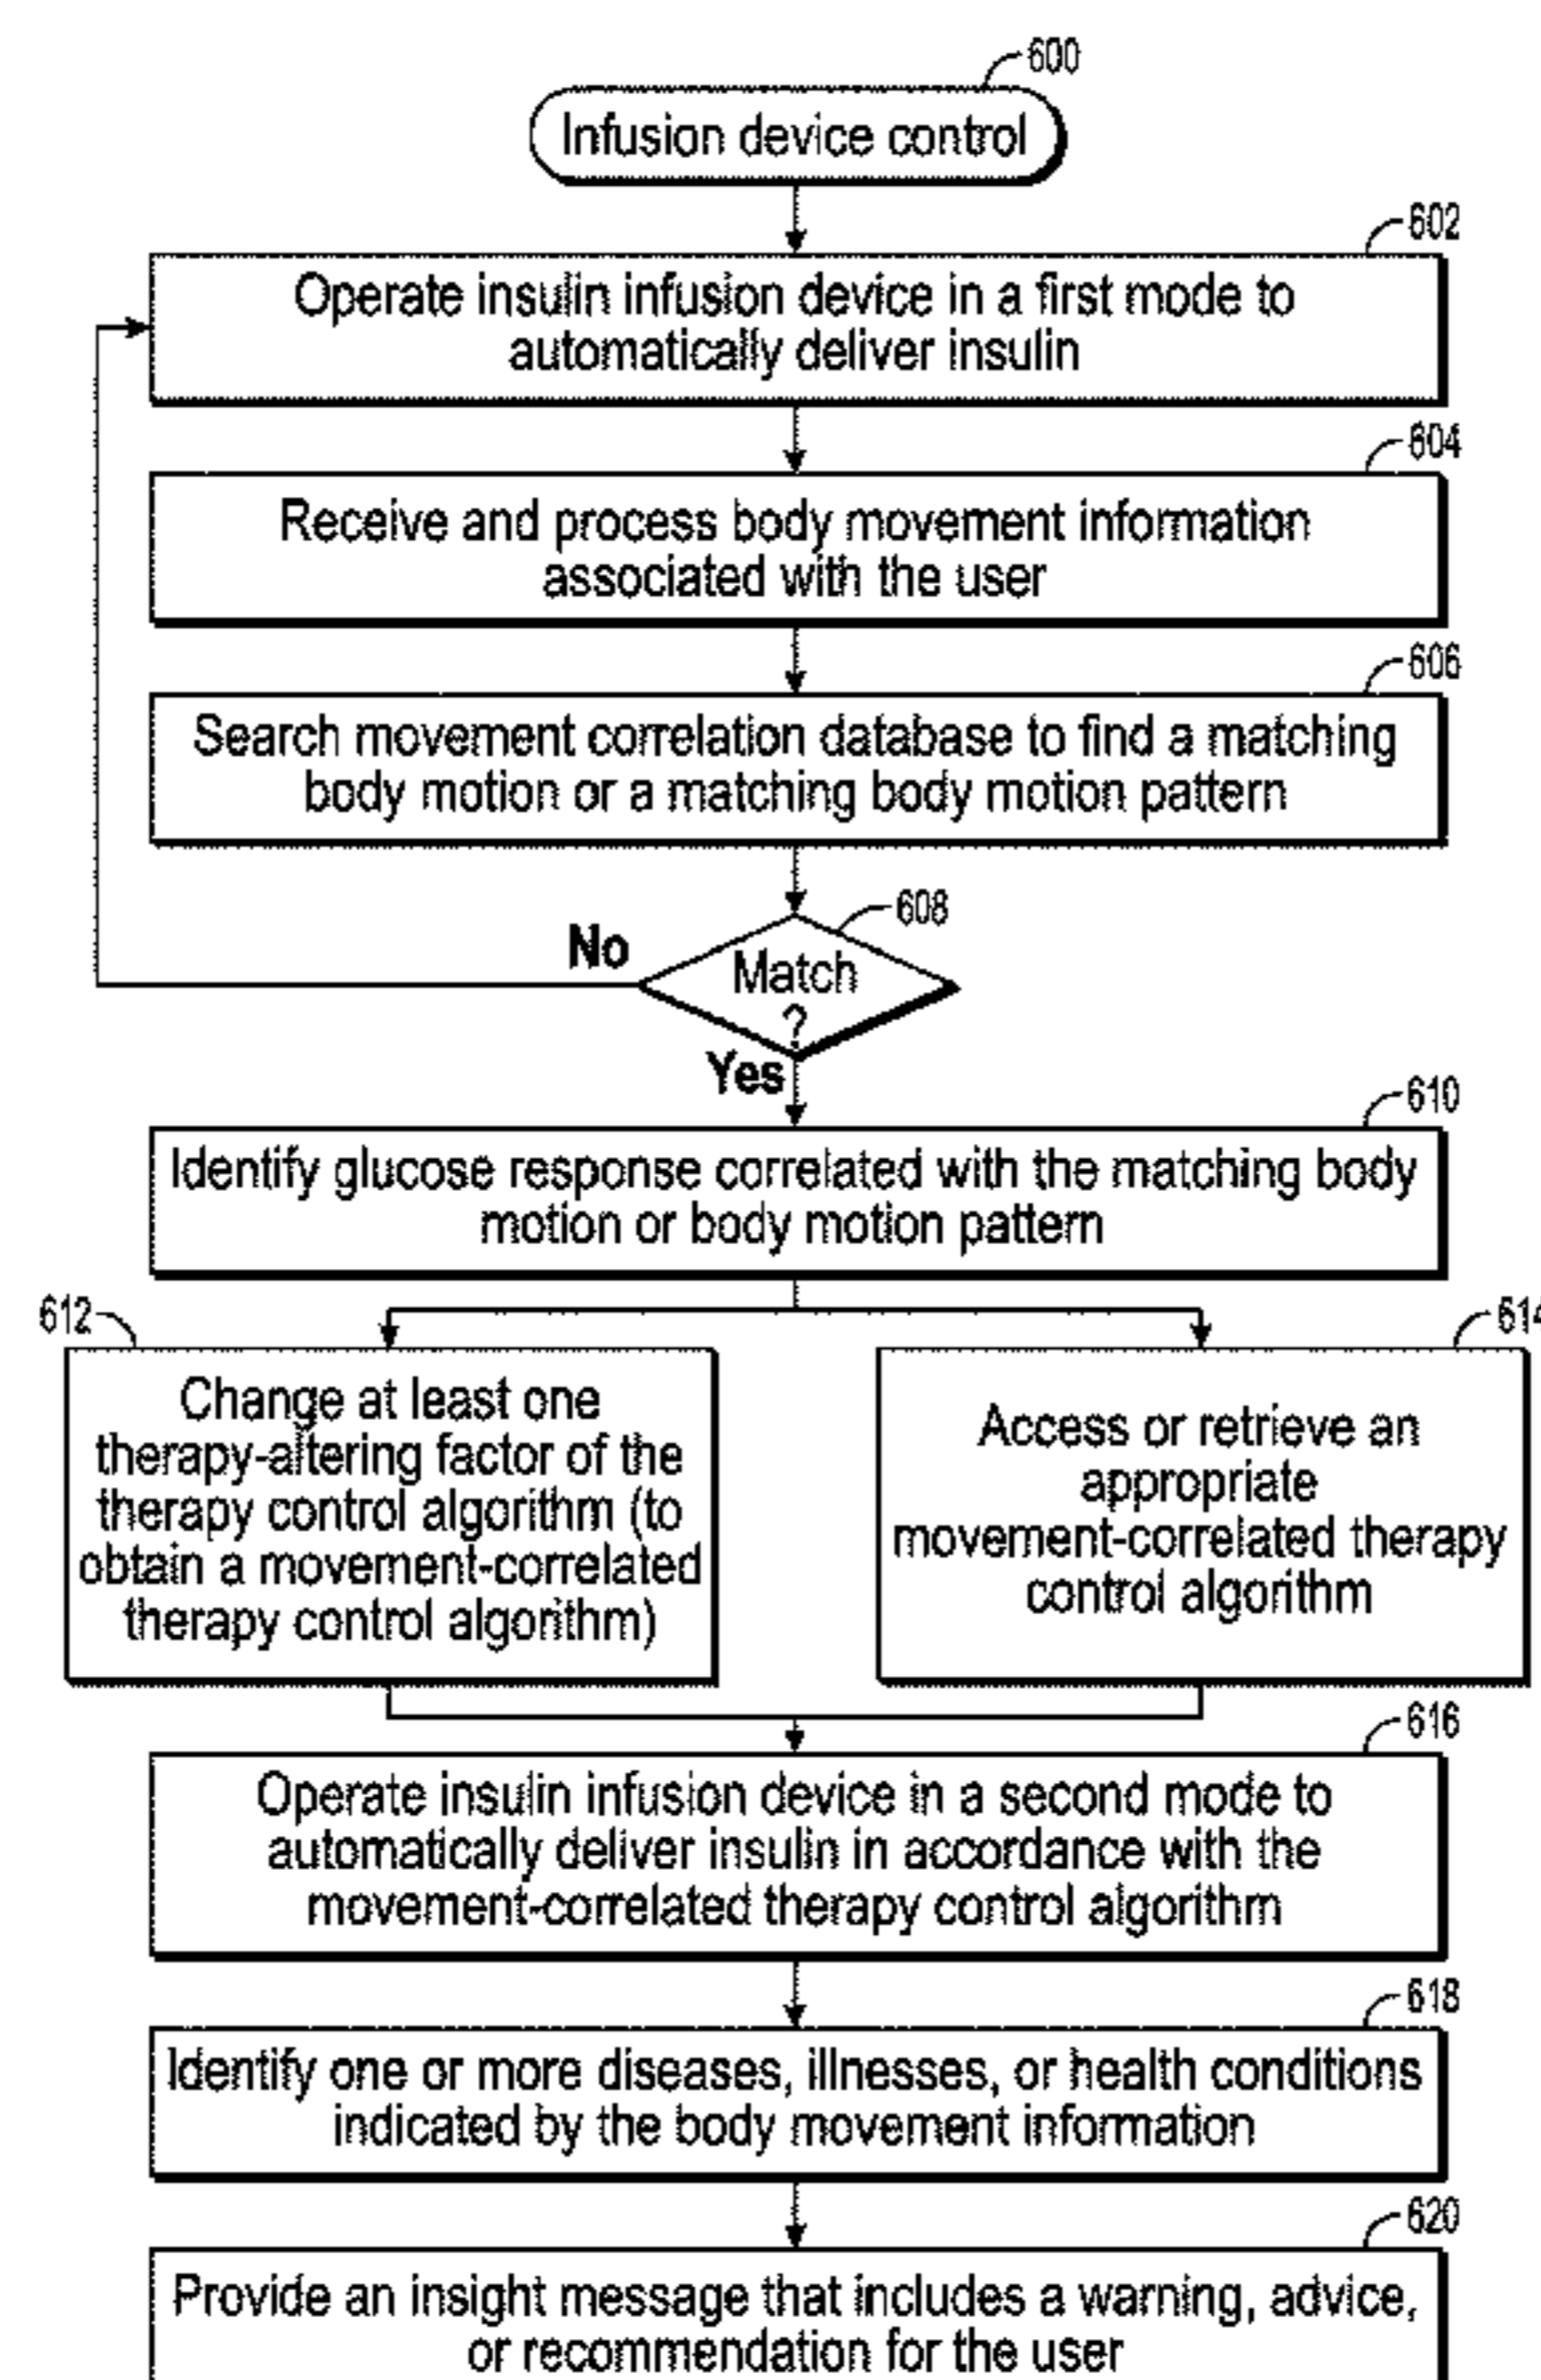 600
Infusion device control
602
Operate insulin infusion device in a first mode to
automatically deliver insulin
604
Receive and process body movement information
associated with the user
606
Search movement correlation database to find a matching
body motion or a matching body motion pattern
608
No
Match
?
Yes
610
Identify glucose response correlated with the matching body
motion or body motion pattern
612
Change at least one
therapy-altering factor of the
therapy control algorithm (to
obtain a movement-correlated
therapy control algorithm)
614
Access or retrieve an
appropriate
movement-correlated therapy
control algorithm
616
Operate insulin infusion device in a second mode to
automatically deliver insulin in accordance with the
movement-correlated therapy control algorithm
618
Identify one or more diseases, illnesses, or health conditions
indicated by the body movement information
620
Provide an insight message that includes a warning, advice,
or recommendation for the user